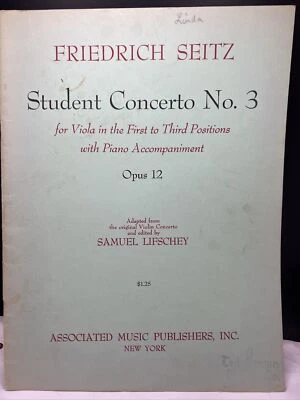 Linda
FRIEDRICH SEITZ
Student Concerto No. 3
for Viola in the First to Third Positions
with Piano Accompaniment
Opus 12
Adapted from
the original Violin Concerto
and edited by
SAMUEL LIFSCHEY
$1.25
ASSOCIATED MUSIC PUBLISHERS, INC.
NEW YORK